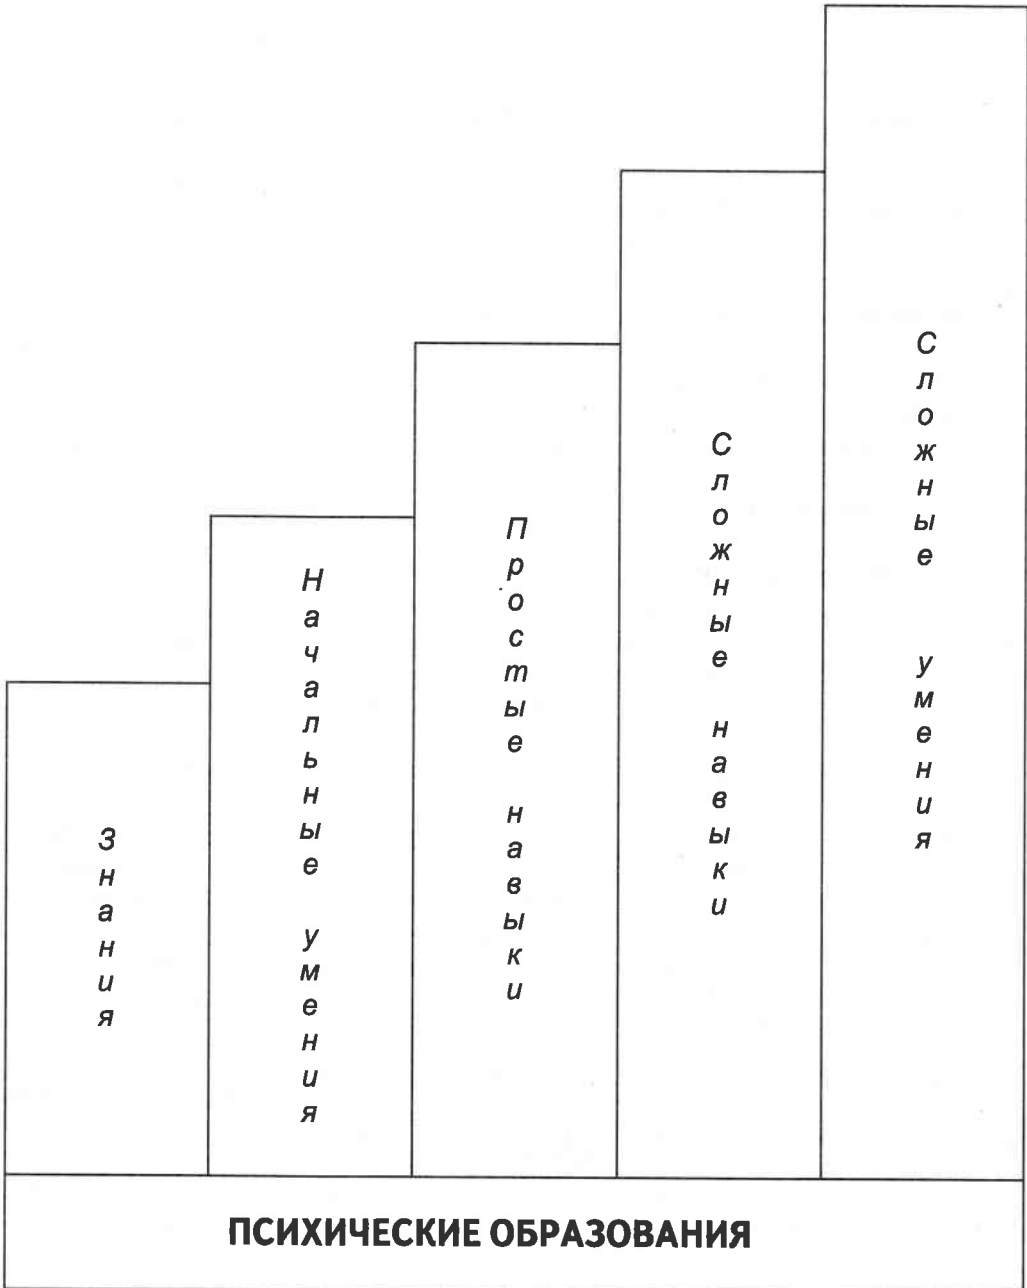 Знания
Начальные умения
Простые навыки
Сложные навыки
Сложные умения
ПСИХИЧЕСКИЕ ОБРАЗОВАНИЯ